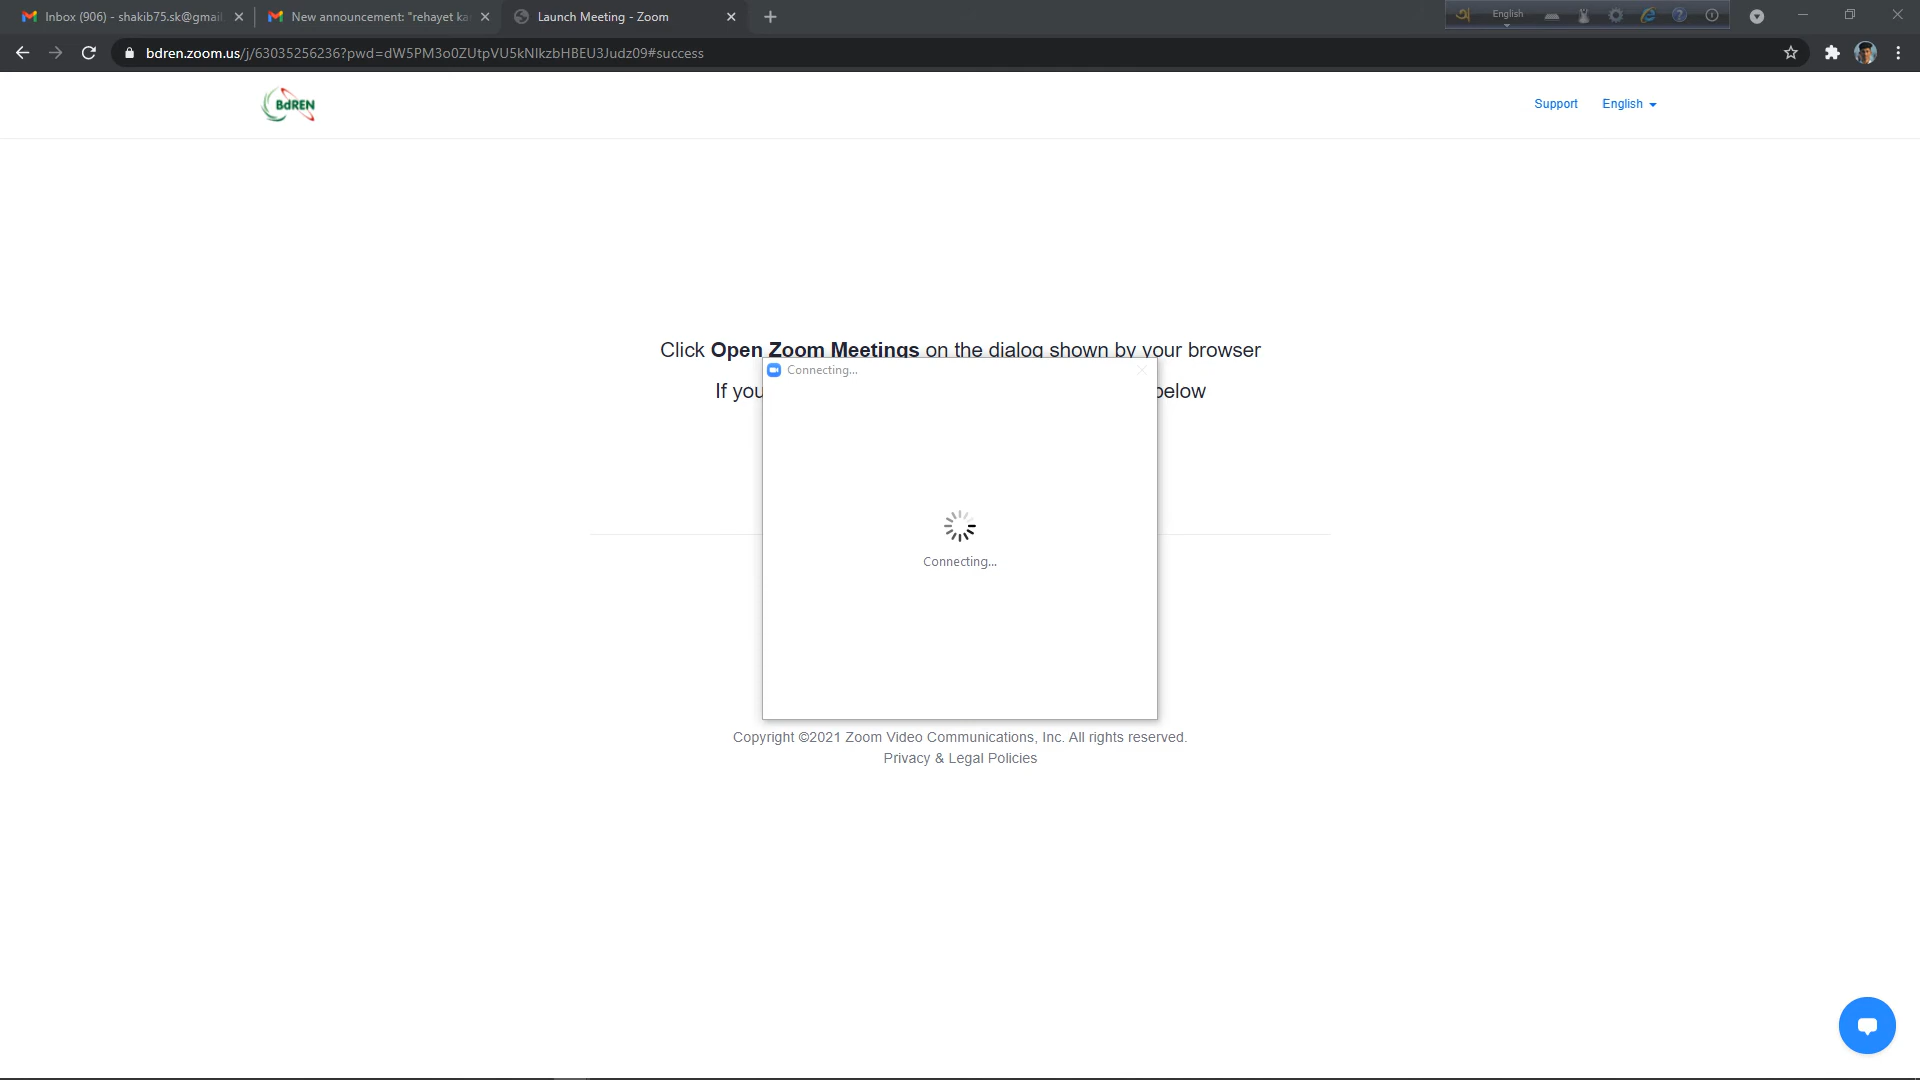 Inbox (906) - shakib75.sk@gmail
New announcement: "rehayet ka
Launch Meeting - Zoom
English
bdren.zoom.us/j/63035256236?pwd=dW5PM3o0ZUtpVU5kNlkzbHBEU3Judz09#success
BdREN
Support
English
Click Open Zoom Meetings on the dialog shown by your browser
If you
below
Connecting...
Connecting...
Copyright ©2021 Zoom Video Communications, Inc. All rights reserved.
Privacy & Legal Policies